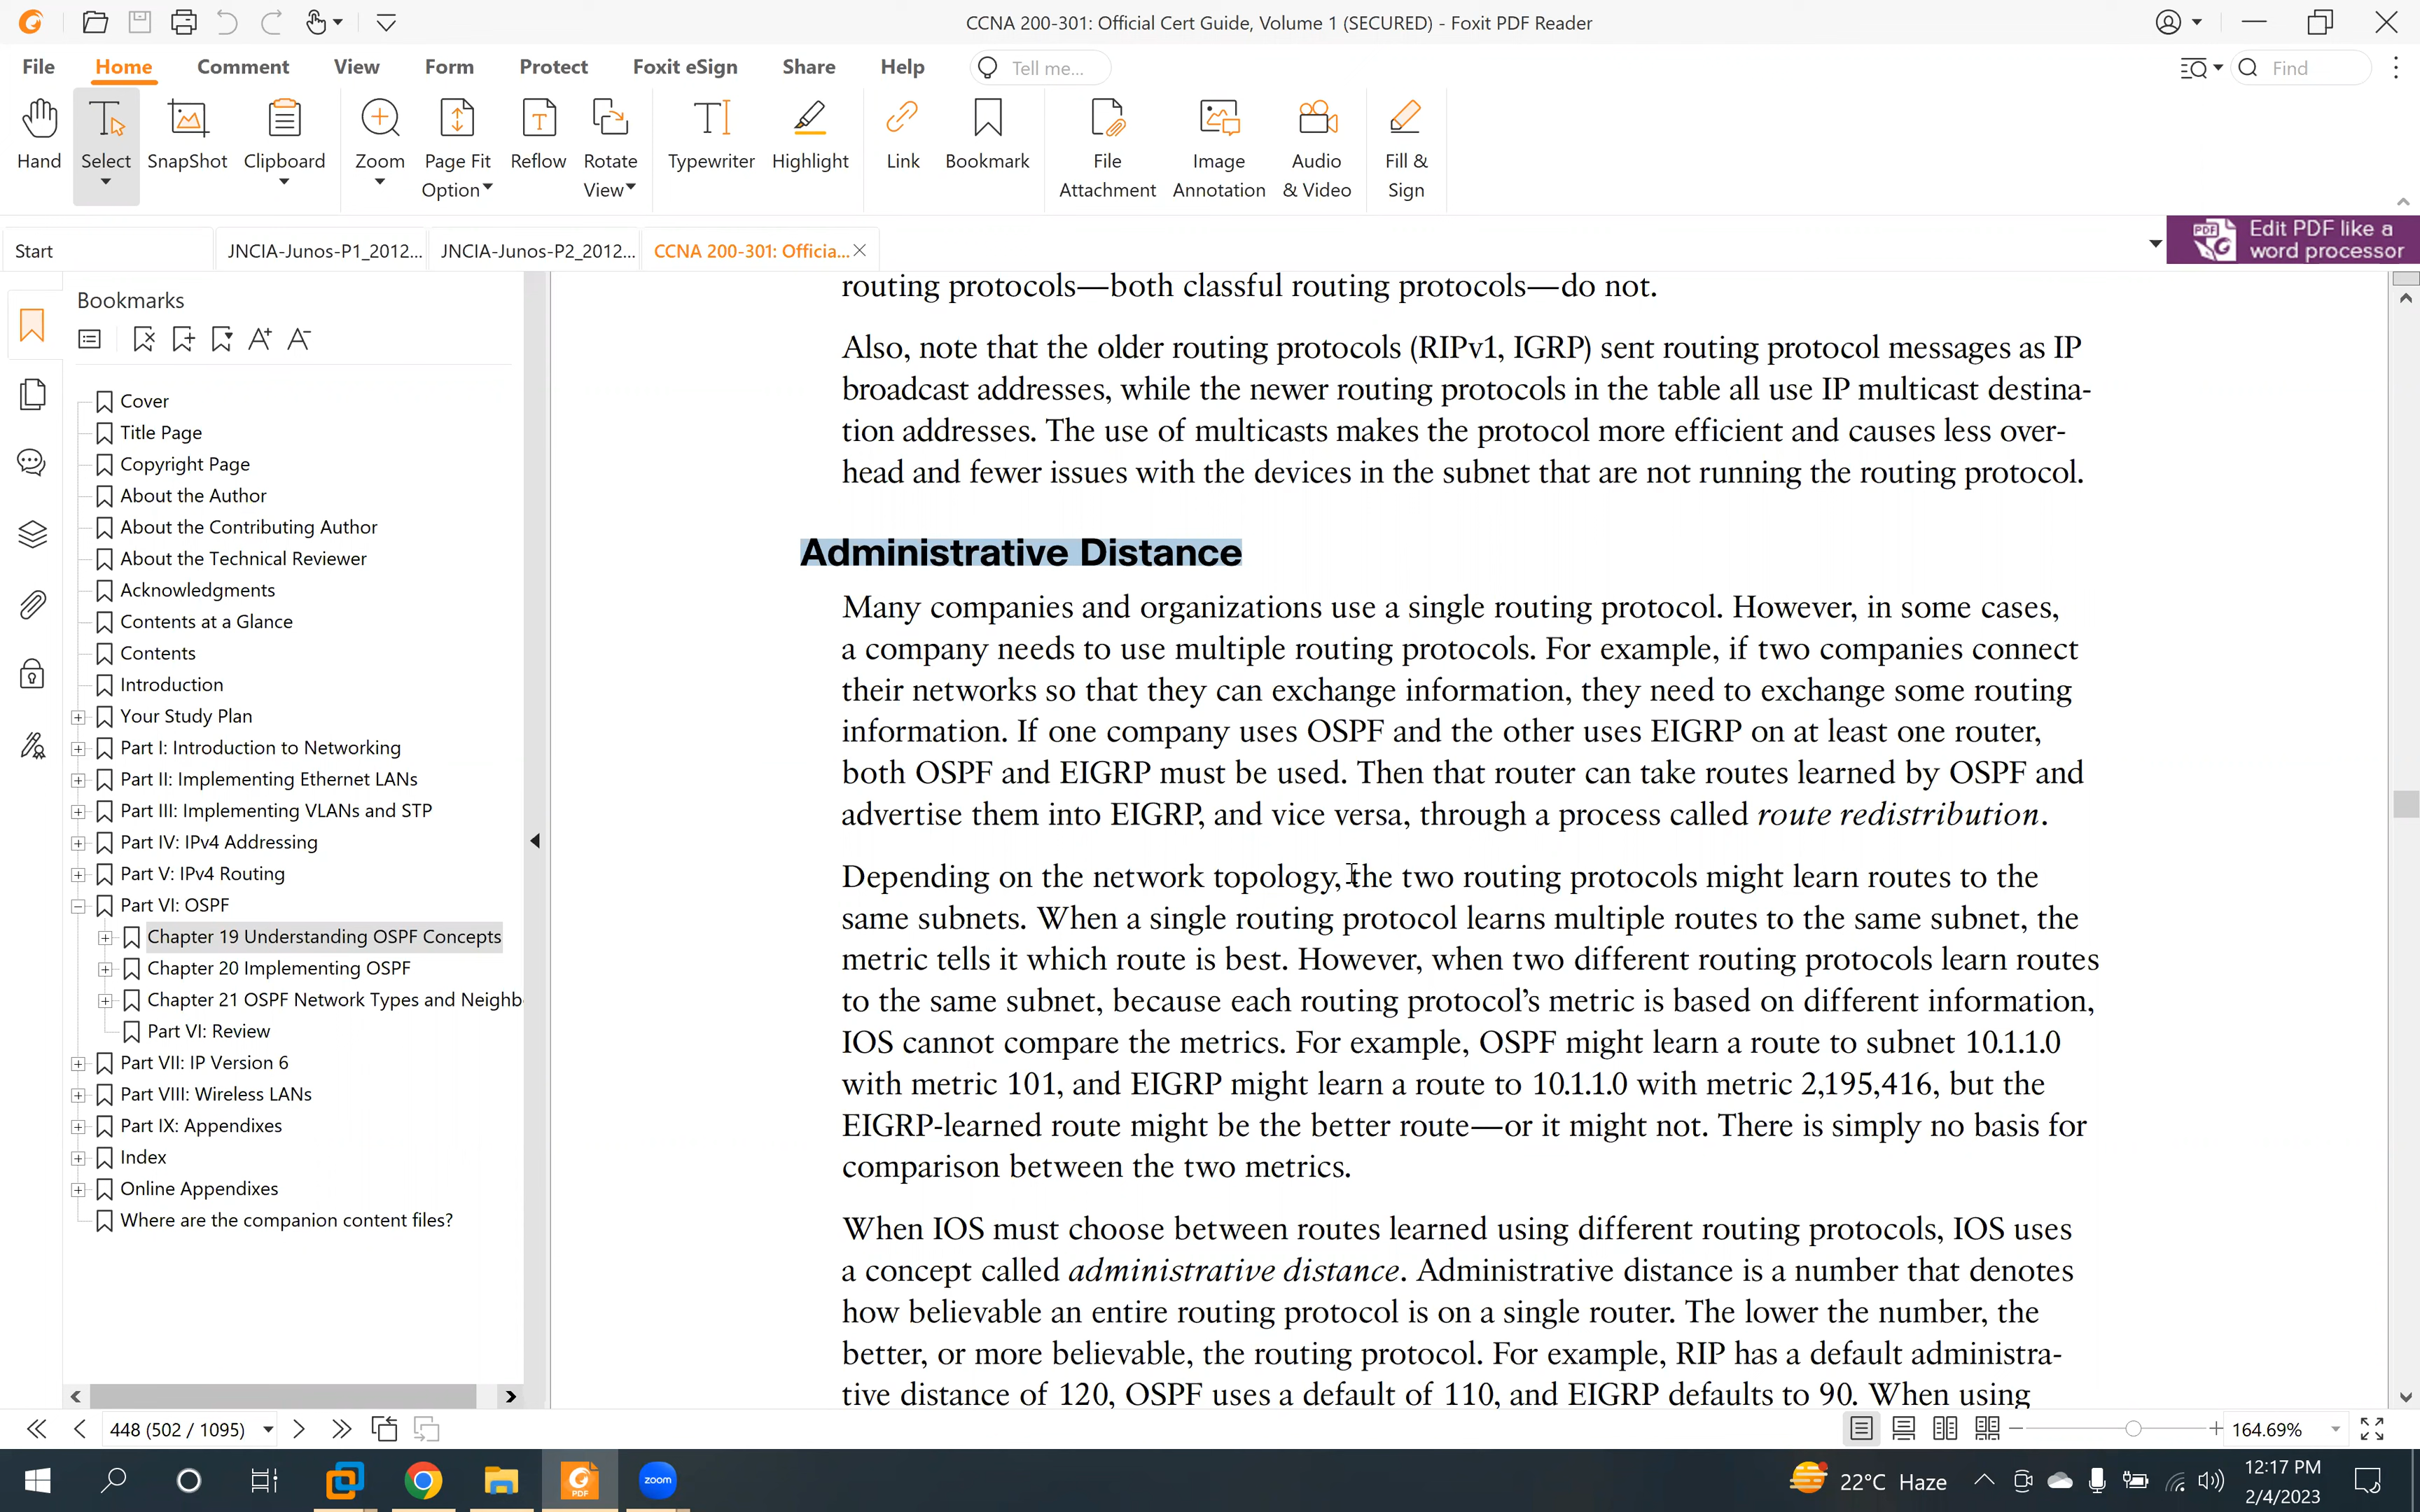 CCNA 200-301: Official Cert Guide, Volume 1 (SECURED) - Foxit PDF Reader
File Home Comment View Form Protect Foxit eSign Share Help Tell me... Find
Hand Select SnapShot Clipboard Zoom Page Fit Option Reflow Rotate View Typewriter Highlight Link Bookmark File Attachment Image Annotation Audio & Video Fill & Sign
Start JNCIA-Junos-P1_2012... JNCIA-Junos-P2_2012... CCNA 200-301: Officia...
Edit PDF like a
word processor
Bookmarks
Cover
Title Page
Copyright Page
About the Author
About the Contributing Author
About the Technical Reviewer
Acknowledgments
Contents at a Glance
Contents
Introduction
Your Study Plan
Part I: Introduction to Networking
Part II: Implementing Ethernet LANs
Part III: Implementing VLANs and STP
Part IV: IPv4 Addressing
Part V: IPv4 Routing
Part VI: OSPF
Chapter 19 Understanding OSPF Concepts
Chapter 20 Implementing OSPF
Chapter 21 OSPF Network Types and Neighb
Part VI: Review
Part VII: IP Version 6
Part VIII: Wireless LANs
Part IX: Appendixes
Index
Online Appendixes
Where are the companion content files?
routing protocols—both classful routing protocols—do not.
Also, note that the older routing protocols (RIPv1, IGRP) sent routing protocol messages as IP
broadcast addresses, while the newer routing protocols in the table all use IP multicast destina-
tion addresses. The use of multicasts makes the protocol more efficient and causes less over-
head and fewer issues with the devices in the subnet that are not running the routing protocol.
Administrative Distance
Many companies and organizations use a single routing protocol. However, in some cases,
a company needs to use multiple routing protocols. For example, if two companies connect
their networks so that they can exchange information, they need to exchange some routing
information. If one company uses OSPF and the other uses EIGRP on at least one router,
both OSPF and EIGRP must be used. Then that router can take routes learned by OSPF and
advertise them into EIGRP, and vice versa, through a process called route redistribution.
Depending on the network topology, the two routing protocols might learn routes to the
same subnets. When a single routing protocol learns multiple routes to the same subnet, the
metric tells it which route is best. However, when two different routing protocols learn routes
to the same subnet, because each routing protocol’s metric is based on different information,
IOS cannot compare the metrics. For example, OSPF might learn a route to subnet 10.1.1.0
with metric 101, and EIGRP might learn a route to 10.1.1.0 with metric 2,195,416, but the
EIGRP-learned route might be the better route—or it might not. There is simply no basis for
comparison between the two metrics.
When IOS must choose between routes learned using different routing protocols, IOS uses
a concept called administrative distance. Administrative distance is a number that denotes
how believable an entire routing protocol is on a single router. The lower the number, the
better, or more believable, the routing protocol. For example, RIP has a default administra-
tive distance of 120, OSPF uses a default of 110, and EIGRP defaults to 90. When using
448 (502 / 1095)
164.69%
zoom
22°C Haze
12:17 PM
2/4/2023